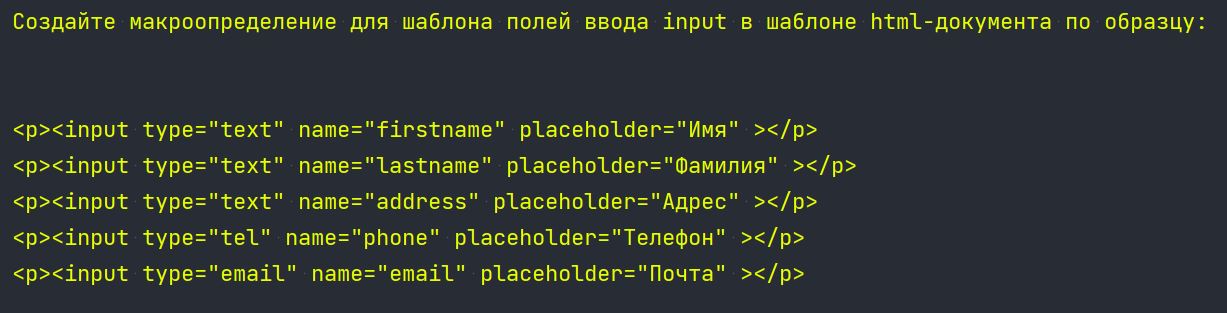 Создайте макроопределение для шаблона полей ввода input в шаблоне html-документа по образцу:
<p><input type="text" name="firstname" placeholder="Имя" ></p>
<p><input type="text" name="lastname" placeholder="Фамилия" ></p>
<p><input type="text" name="address" placeholder="Адрес" ></p>
<p><input type="tel" name="phone" placeholder="Телефон" ></p>
<p><input type="email" name="email" placeholder="Почта" ></p>